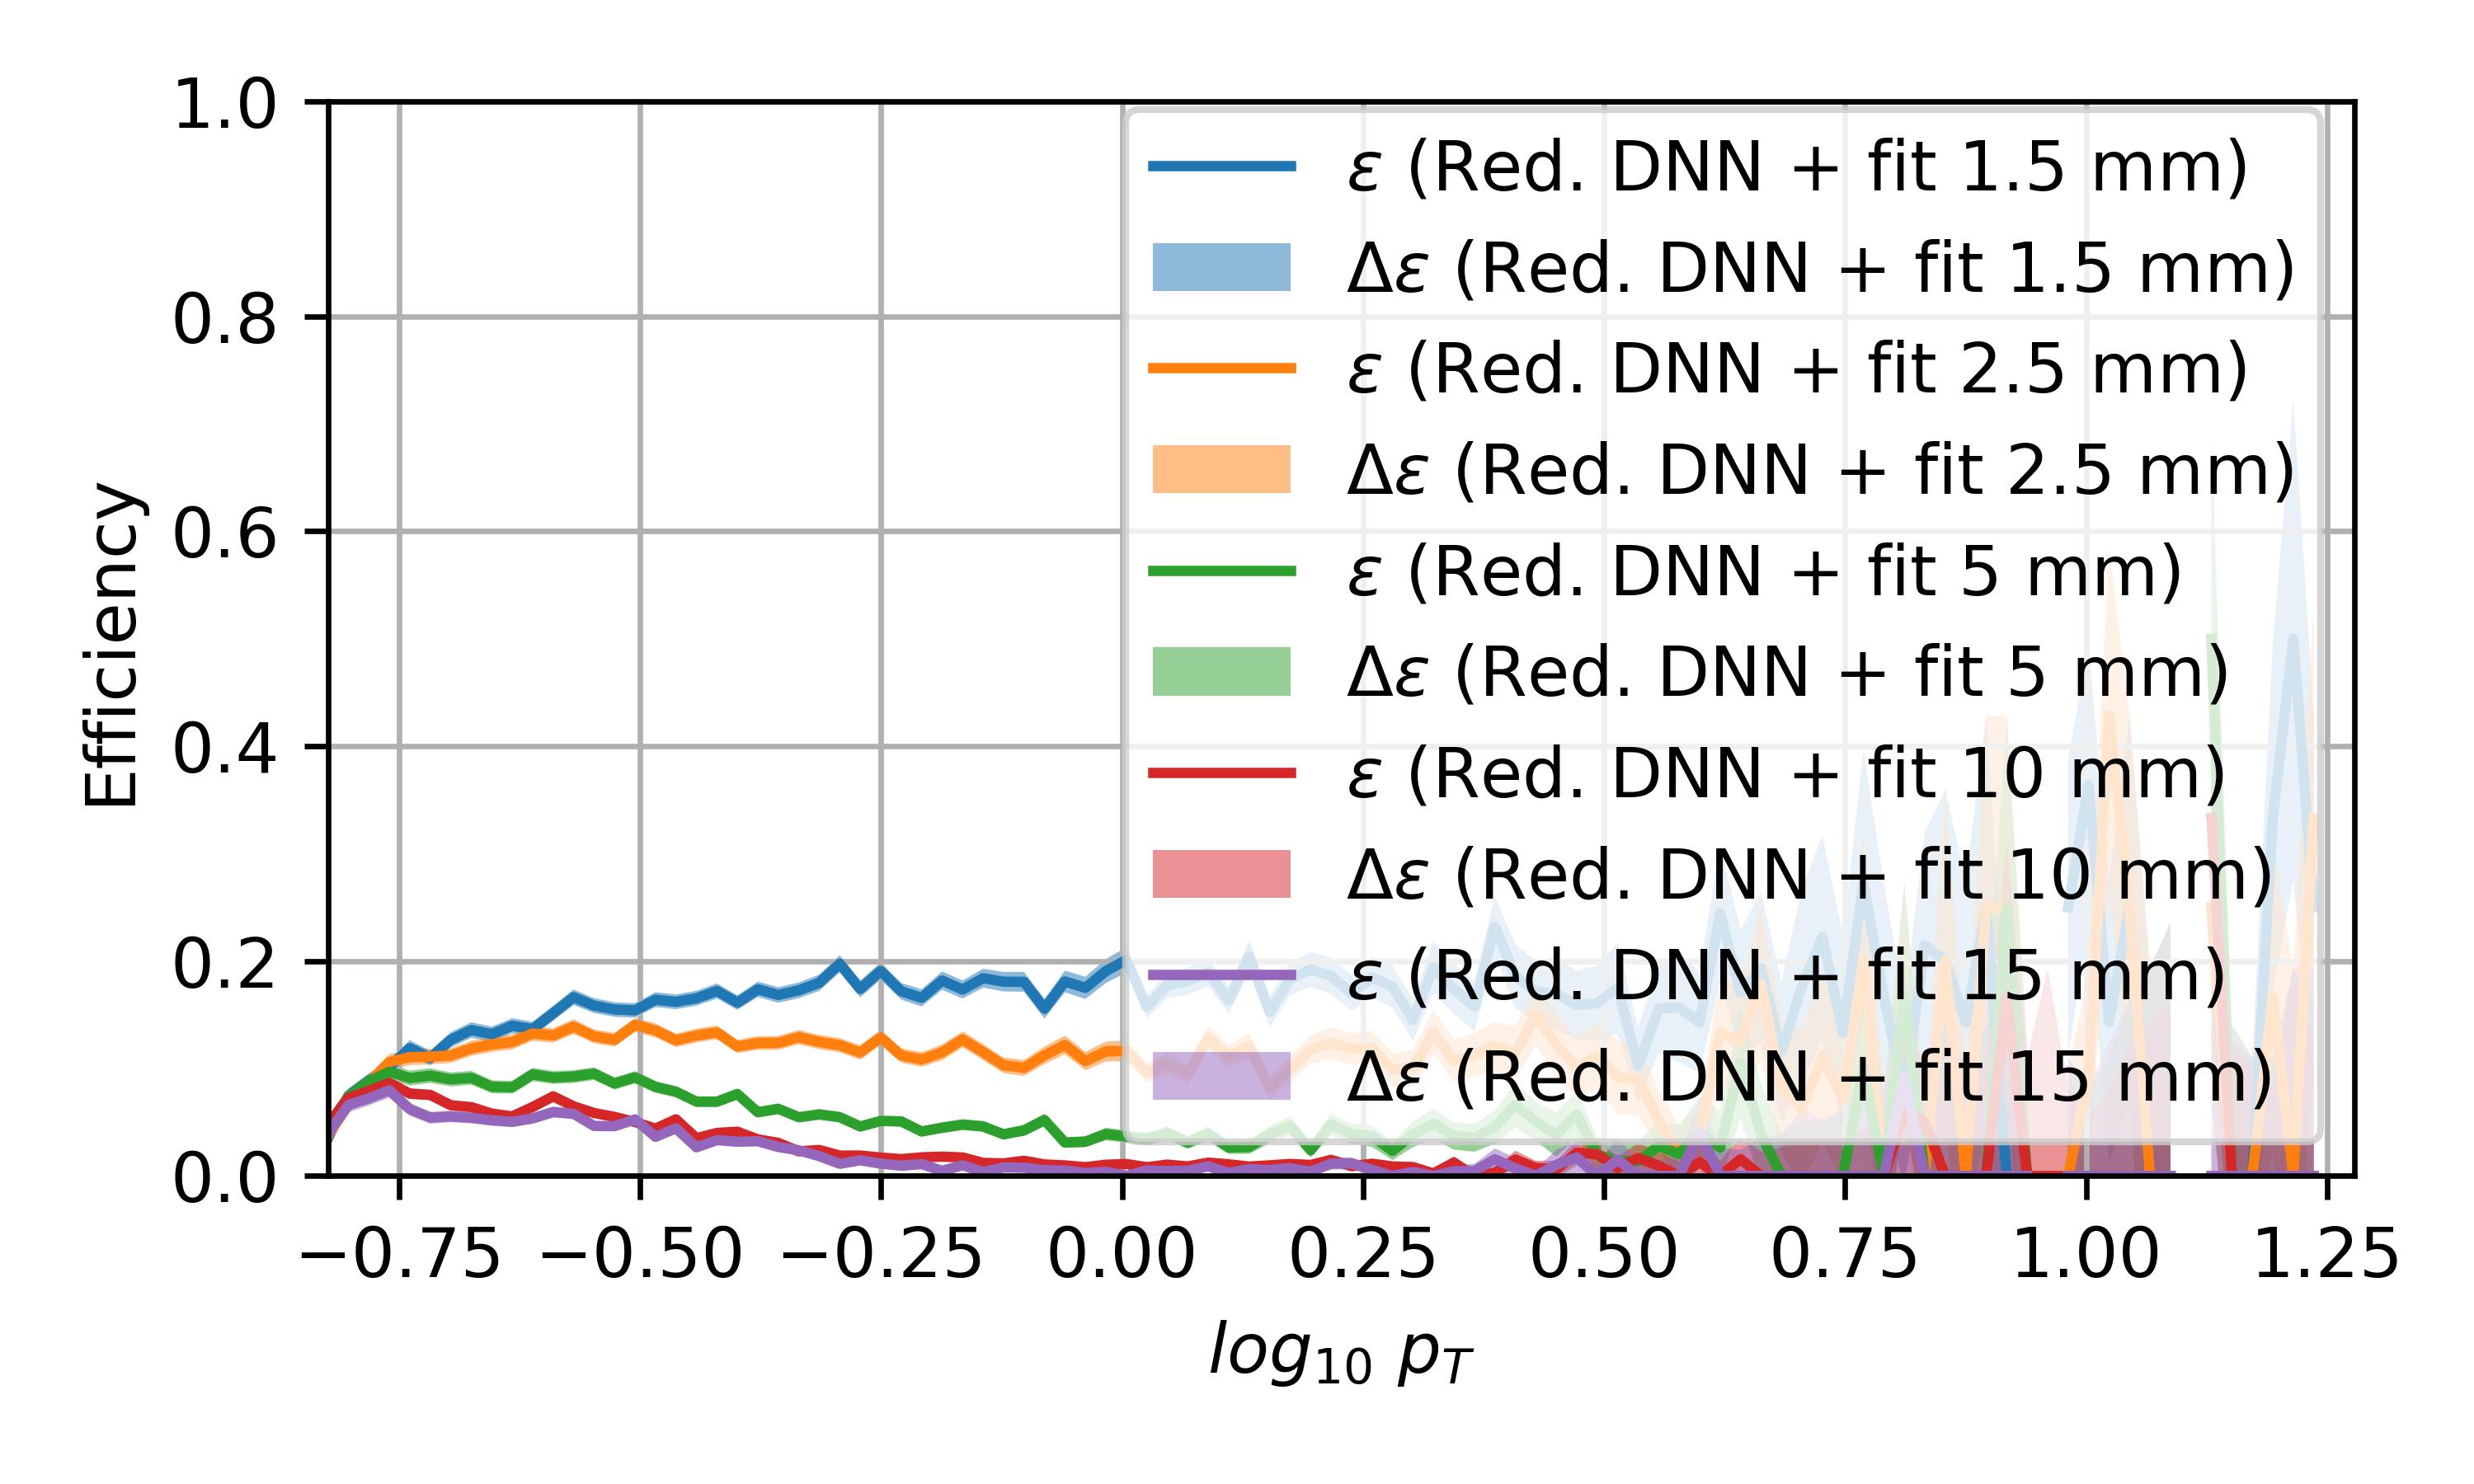 1.0
0.8
0.6
0.4
0.2
0.0
Efficiency
ε (Red. DNN + fit 1.5 mm)
Δε (Red. DNN + fit 1.5 mm)
ε (Red. DNN + fit 2.5 mm)
Δε (Red. DNN + fit 2.5 mm)
ε (Red. DNN + fit 5 mm)
Δε (Red. DNN + fit 5 mm)
ε (Red. DNN + fit 10 mm)
Δε (Red. DNN + fit 10 mm)
ε (Red. DNN + fit 15 mm)
Δε (Red. DNN + fit 15 mm)
−0.75 −0.50 −0.25 0.00 0.25 0.50 0.75 1.00 1.25
log₁₀ p_T